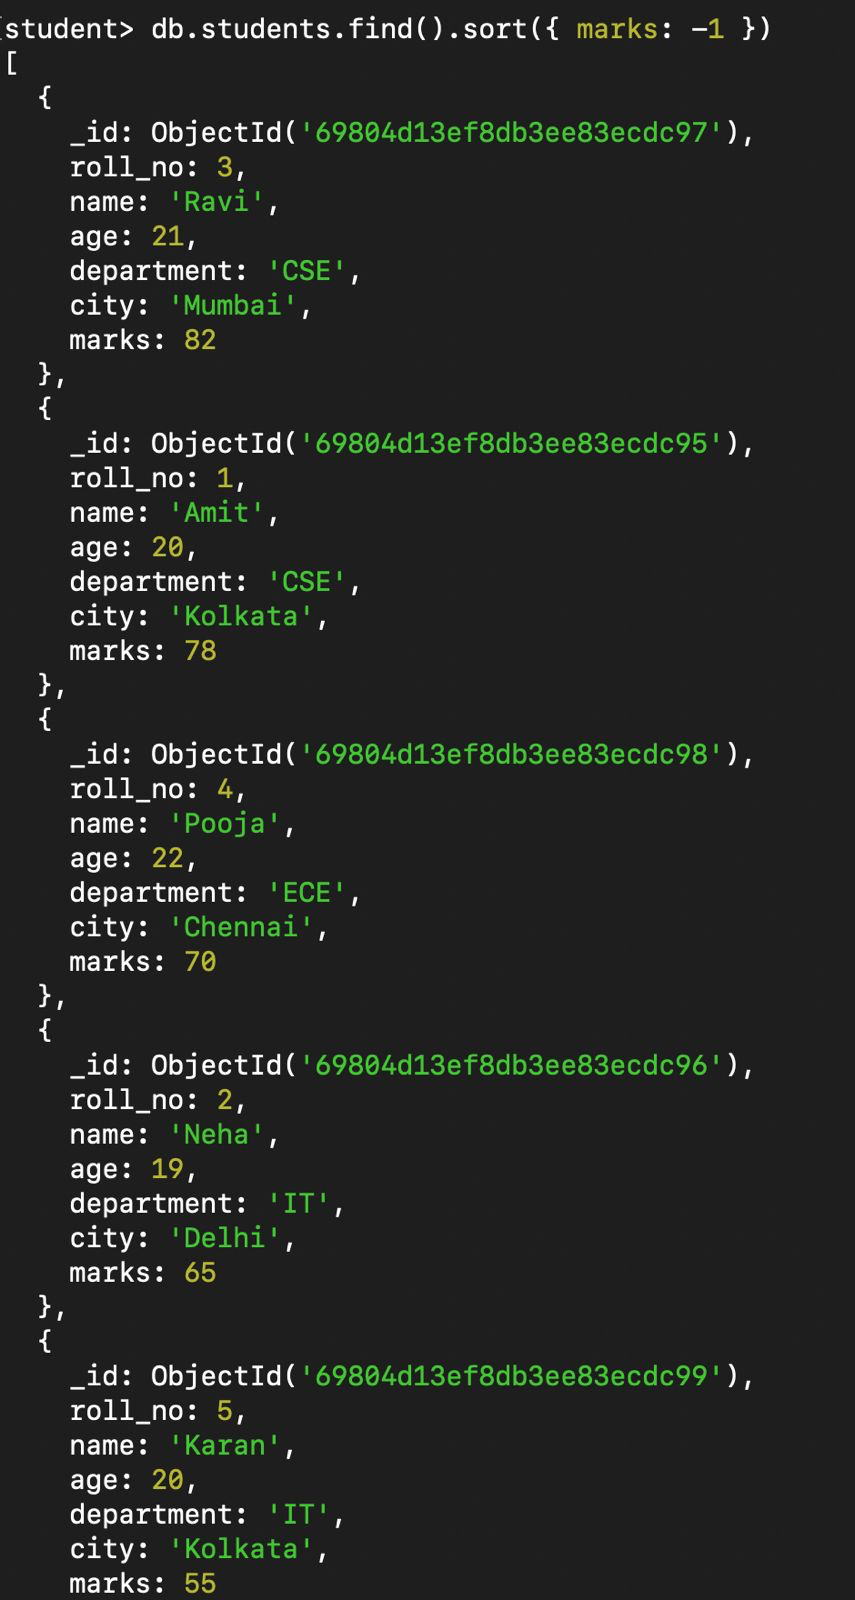 student> db.students.find().sort({ marks: -1 })
[
  {
    _id: ObjectId('69804d13ef8db3ee83ecdc97'),
    roll_no: 3,
    name: 'Ravi',
    age: 21,
    department: 'CSE',
    city: 'Mumbai',
    marks: 82
  },
  {
    _id: ObjectId('69804d13ef8db3ee83ecdc95'),
    roll_no: 1,
    name: 'Amit',
    age: 20,
    department: 'CSE',
    city: 'Kolkata',
    marks: 78
  },
  {
    _id: ObjectId('69804d13ef8db3ee83ecdc98'),
    roll_no: 4,
    name: 'Pooja',
    age: 22,
    department: 'ECE',
    city: 'Chennai',
    marks: 70
  },
  {
    _id: ObjectId('69804d13ef8db3ee83ecdc96'),
    roll_no: 2,
    name: 'Neha',
    age: 19,
    department: 'IT',
    city: 'Delhi',
    marks: 65
  },
  {
    _id: ObjectId('69804d13ef8db3ee83ecdc99'),
    roll_no: 5,
    name: 'Karan',
    age: 20,
    department: 'IT',
    city: 'Kolkata',
    marks: 55